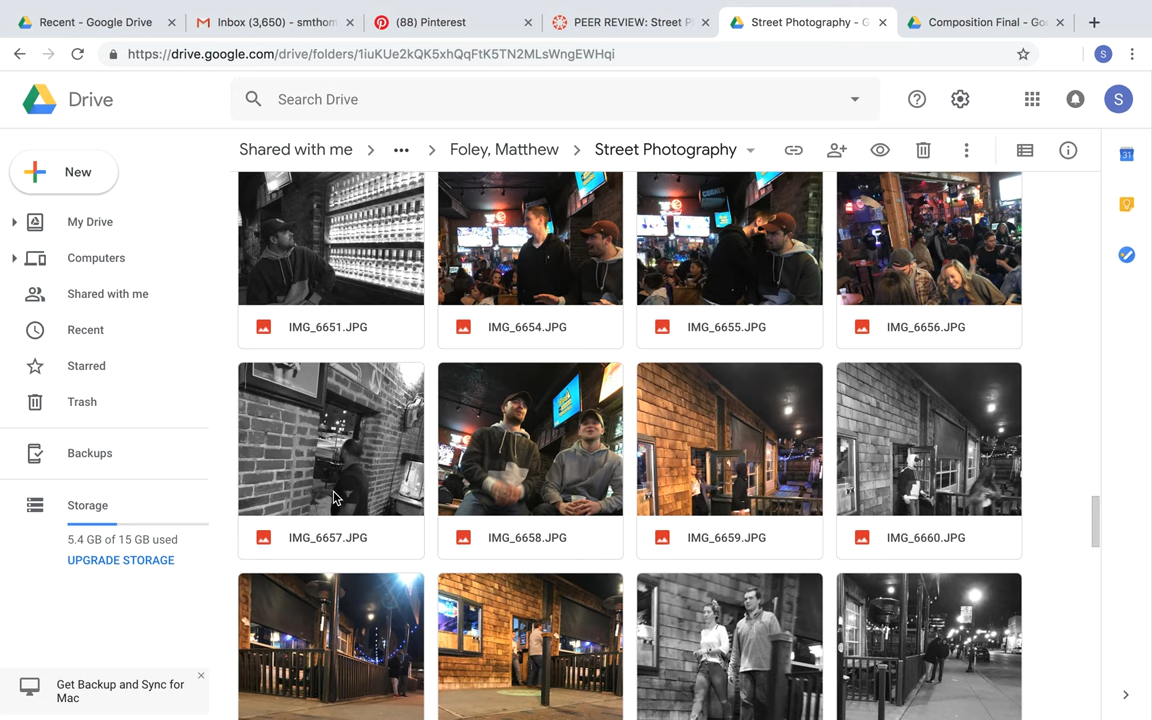 Recent - Google Drive
Inbox (3,650) - smthom
(88) Pinterest
PEER REVIEW: Street P
Street Photography - G
Composition Final - Go
https://drive.google.com/drive/folders/1iuKUe2kQK5xhQqFtK5TN2MLsWngEWHqi
S
Drive
Search Drive
S
New
Shared with me
Foley, Matthew
Street Photography
31
My Drive
Computers
Shared with me
Recent
Starred
Trash
Backups
Storage
5.4 GB of 15 GB used
UPGRADE STORAGE
Get Backup and Sync for
Mac
IMG_6651.JPG
IMG_6654.JPG
IMG_6655.JPG
IMG_6656.JPG
IMG_6657.JPG
IMG_6658.JPG
IMG_6659.JPG
IMG_6660.JPG